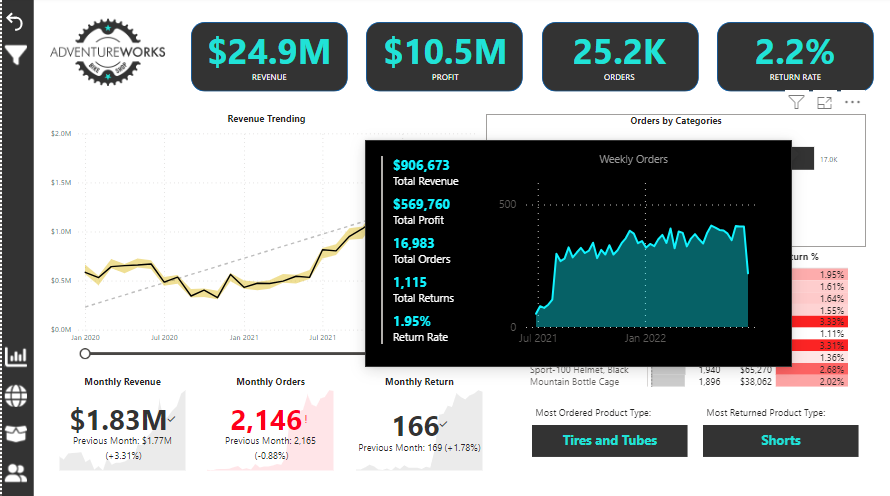 ADVENTUREWORKS
BIKE SHOP
$24.9M
REVENUE
$10.5M
PROFIT
25.2K
ORDERS
2.2%
RETURN RATE
Revenue Trending
$2.0M
$1.5M
$1.0M
$0.5M
$0.0M
Jan 2020
Jul 2020
Jan 2021
Jul 2021
Orders by Categories
17.0K
$906,673
Total Revenue
$569,760
Total Profit
16,983
Total Orders
1,115
Total Returns
1.95%
Return Rate
Weekly Orders
500
0
Jul 2021
Jan 2022
urn %
1.95%
1.61%
1.64%
1.55%
3.33%
1.11%
3.31%
1.36%
Sport-100 Helmet, Black 1,940 $65,270 2.68%
Mountain Bottle Cage 1,896 $38,062 2.02%
Monthly Revenue
$1.83M
Previous Month: $1.77M
(+3.31%)
Monthly Orders
2,146!
Previous Month: 2,165
(-0.88%)
Monthly Return
166
Previous Month: 169 (+1.78%)
Most Ordered Product Type:
Tires and Tubes
Most Returned Product Type:
Shorts